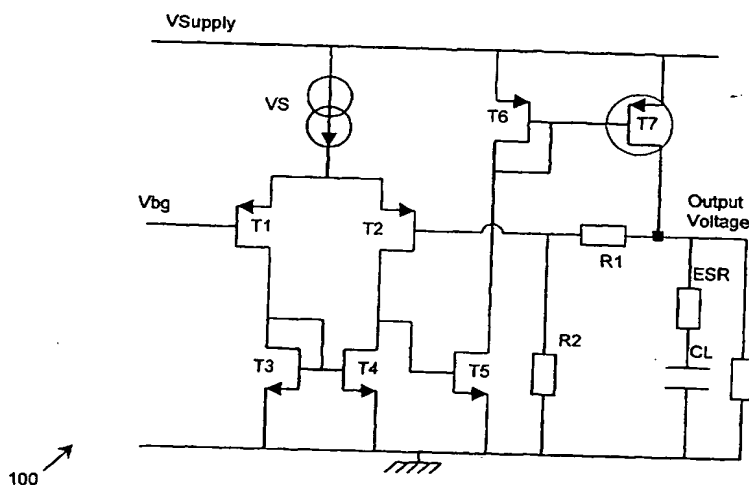 VSupply
VS
T6
T7
Vbg
T1
T2
Output
Voltage
R1
ESR
R2
CL
T3
T4
T5
100